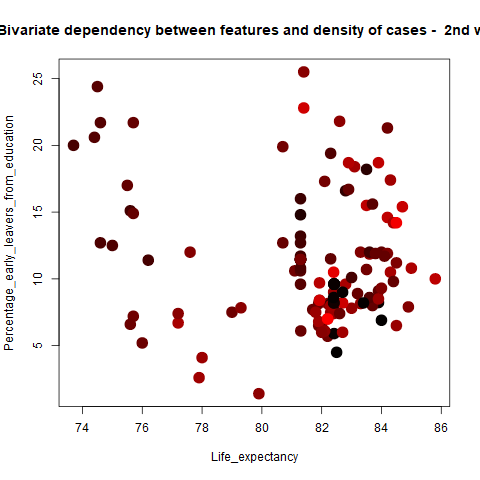 Bivariate dependency between features and density of cases - 2nd w
Percentage_early_leavers_from_education
25
20
15
10
5
74 76 78 80 82 84 86
Life_expectancy